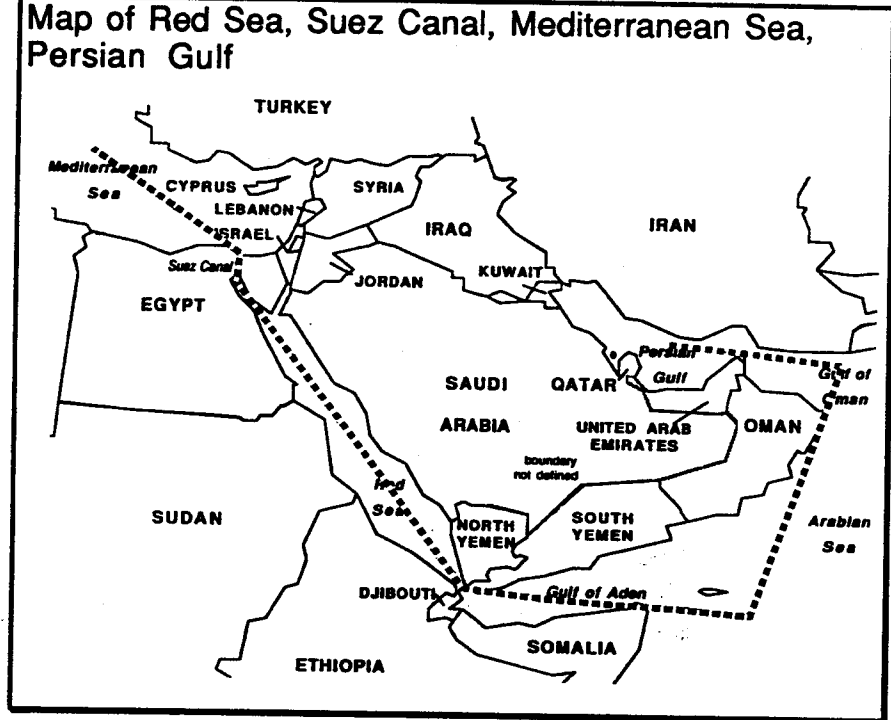 Map of Red Sea, Suez Canal, Mediterranean Sea,
Persian Gulf
TURKEY
Mediterranean
Sea
CYPRUS
SYRIA
LEBANON
ISRAEL
IRAQ
IRAN
Suez Canal
JORDAN
KUWAIT
EGYPT
Persian
Gulf
Gulf of
Oman
SAUDI
ARABIA
QATAR
UNITED ARAB
EMIRATES
OMAN
boundary
not defined
Red
Sea
SUDAN
NORTH
YEMEN
SOUTH
YEMEN
Arabian
Sea
DJIBOUTI
Gulf of Aden
SOMALIA
ETHIOPIA